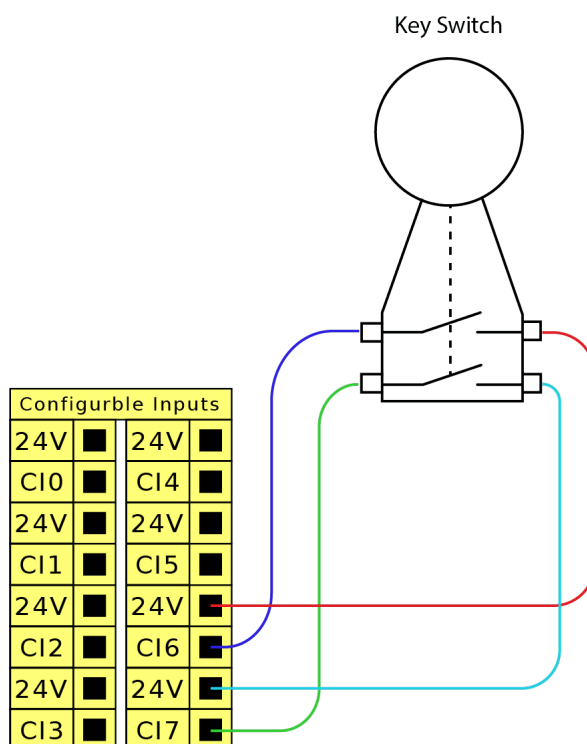 Key Switch
Configurble Inputs
24V 24V
CI0 CI4
24V 24V
CI1 CI5
24V 24V
CI2 CI6
24V 24V
CI3 CI7